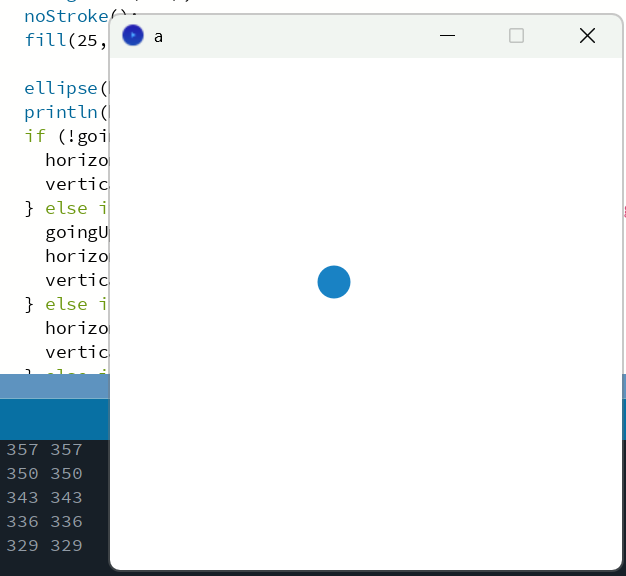 noStroke();
fill(25,
a
ellipse(
println(
if (!goi
horizo
vertic
} else i
goingU
horizo
vertic
} else i
horizo
vertic
} else i
357 357
350 350
343 343
336 336
329 329